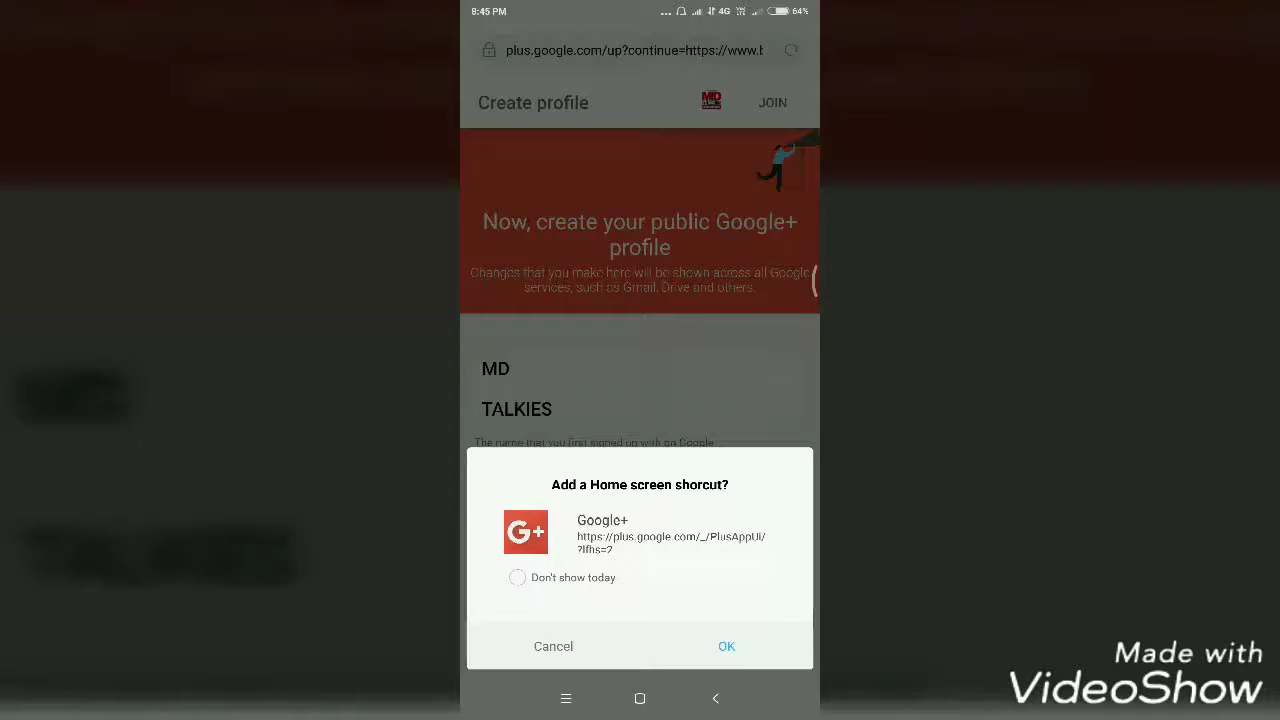 8:45 PM
4G
64%
plus.google.com/up?continue=https://www.t
Create profile
MD
JOIN
Now, create your public Google+
profile
Changes that you make here will be shown across all Google
services, such as Gmail, Drive and others.
MD
TALKIES
The name that you first signed up with on Google
Add a Home screen shorcut?
G+
Google+
https://plus.google.com/_/PlusAppUi/
?lfhs=2
Don't show today
Cancel
OK
Made with
VideoShow